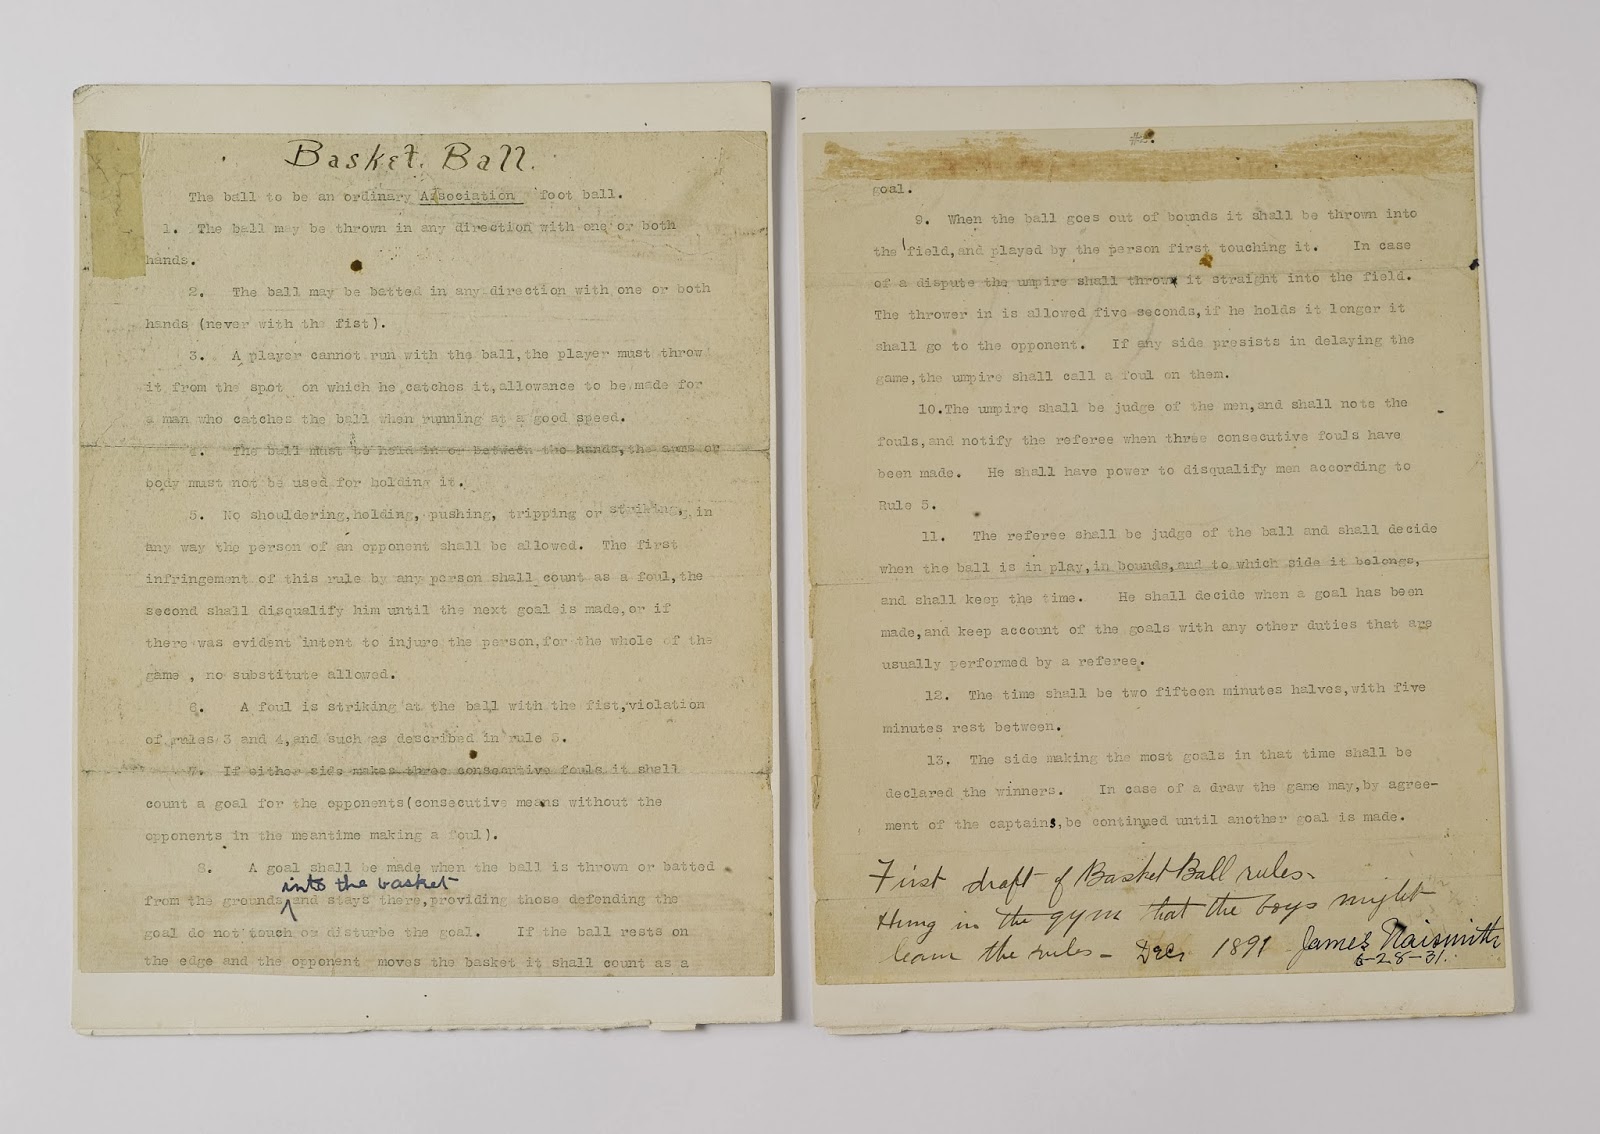 Basket Ball.
The ball to be an ordinary Association foot ball.
1. The ball may be thrown in any direction with one or both
hands.
2. The ball may be batted in any direction with one or both
hands (never with the fist).
3. A player cannot run with the ball, the player must throw
it from the spot on which he catches it, allowance to be made for
a man who catches the ball when running at a good speed.
4. The ball must be held in or between the hands, the arms or
body must not be used for holding it.
5. No shouldering, holding, pushing, tripping or striking, in
any way the person of an opponent shall be allowed. The first
infringement of this rule by any person shall count as a foul, the
second shall disqualify him until the next goal is made, or if
there was evident intent to injure the person, for the whole of the
game, no substitute allowed.
6. A foul is striking at the ball with the fist, violation
of rules 3 and 4, and such as described in rule 5.
7. If either side makes three consecutive fouls, it shall
count a goal for the opponents (consecutive means without the
opponents in the meantime making a foul).
8. A goal shall be made when the ball is thrown or batted
into the basket
from the grounds and stays there, providing those defending the
goal do not touch or disturbe the goal. If the ball rests on
the edge and the opponent moves the basket it shall count as a
#2.
goal.
9. When the ball goes out of bounds it shall be thrown into
the field, and played by the person first touching it. In case
of a dispute the umpire shall throw it straight into the field.
The thrower in is allowed five seconds, if he holds it longer it
shall go to the opponent. If any side presists in delaying the
game, the umpire shall call a foul on them.
10. The umpire shall be judge of the men, and shall note the
fouls, and notify the referee when three consecutive fouls have
been made. He shall have power to disqualify men according to
Rule 5.
11. The referee shall be judge of the ball and shall decide
when the ball is in play, in bounds, and to which side it belongs,
and shall keep the time. He shall decide when a goal has been
made, and keep account of the goals with any other duties that are
usually performed by a referee.
12. The time shall be two fifteen minutes halves, with five
minutes rest between.
13. The side making the most goals in that time shall be
declared the winners. In case of a draw the game may, by agree-
ment of the captains, be continued until another goal is made.
First draft of Basket Ball rules.
Hung in the gym that the boys might
learn the rules - Dec. 1891 James Naismith
6-28-31.